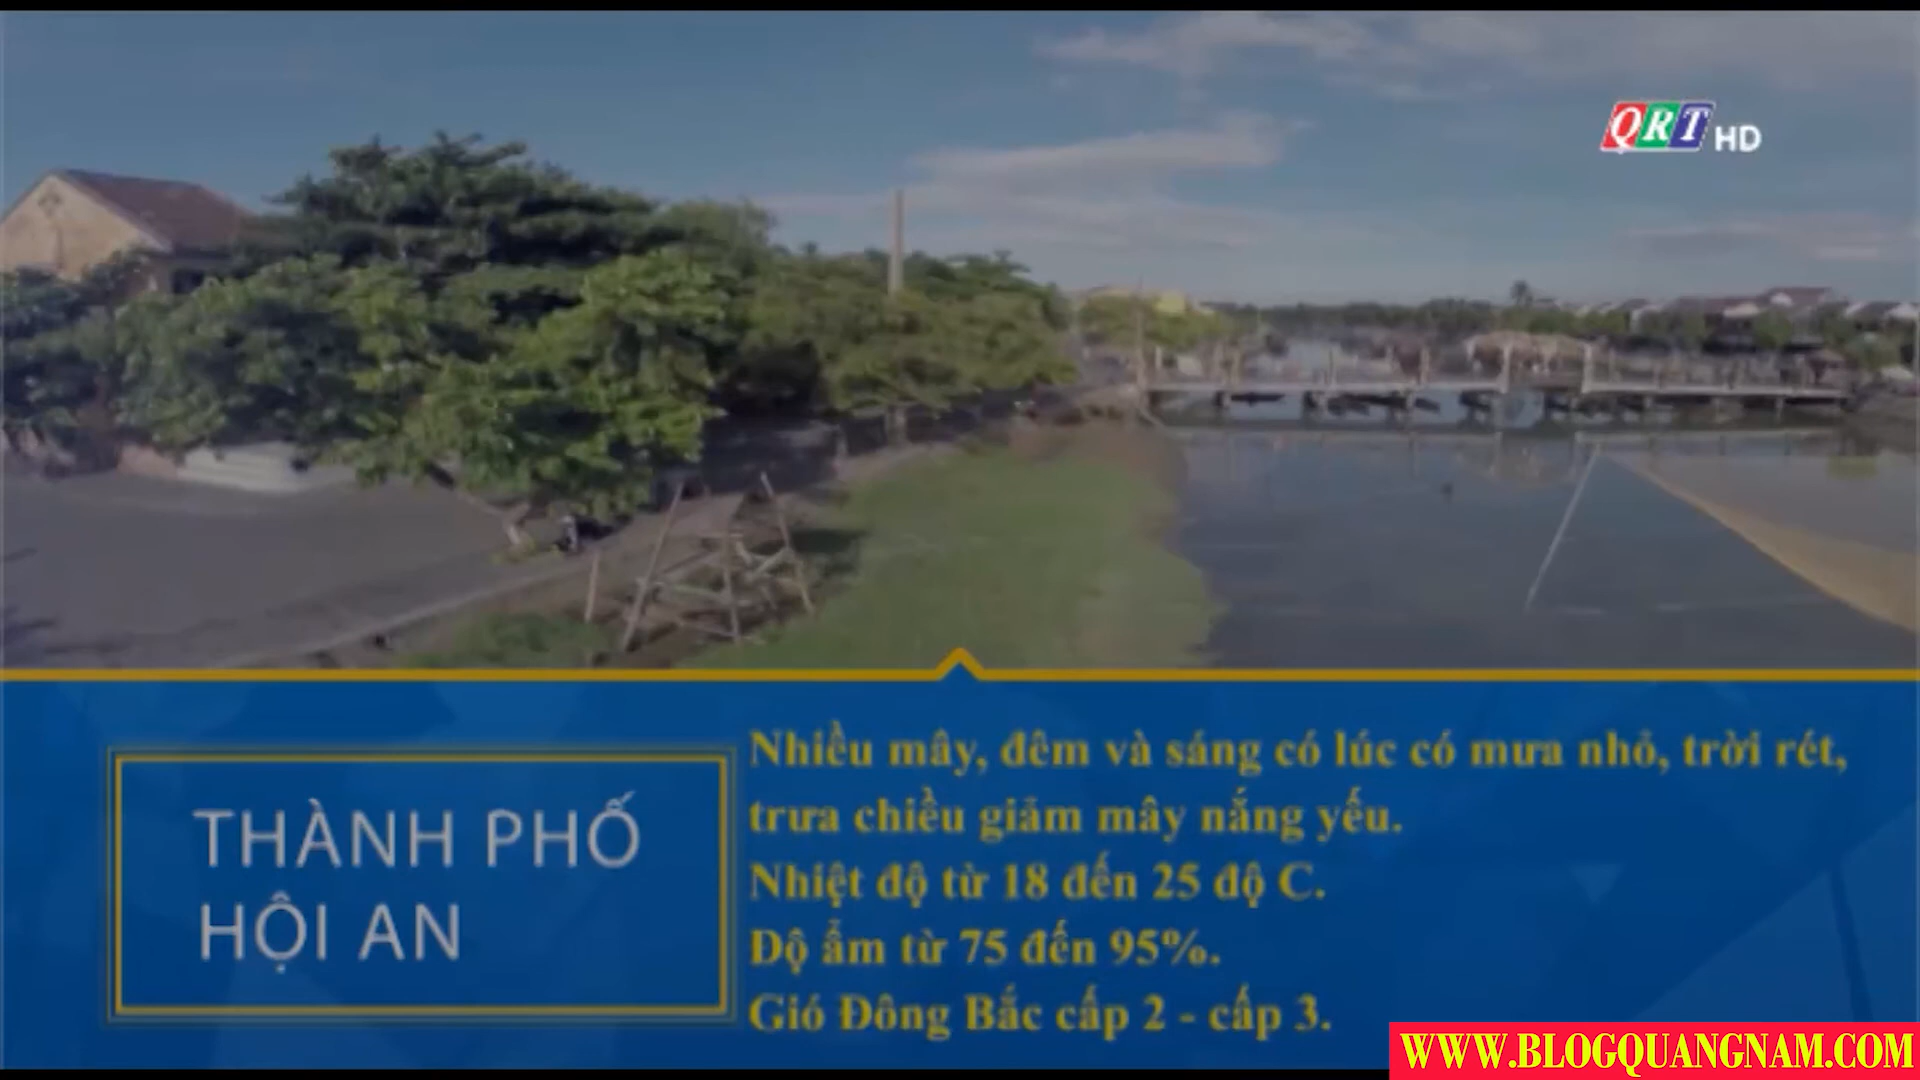 QRT HD
THÀNH PHỐ
HỘI AN
Nhiều mây, đêm và sáng có lúc có mưa nhỏ, trời rét,
trưa chiều giảm mây nắng yếu.
Nhiệt độ từ 18 đến 25 độ C.
Độ ẩm từ 75 đến 95%.
Gió Đông Bắc cấp 2 - cấp 3.
WWW.BLOGQUANGNAM.COM